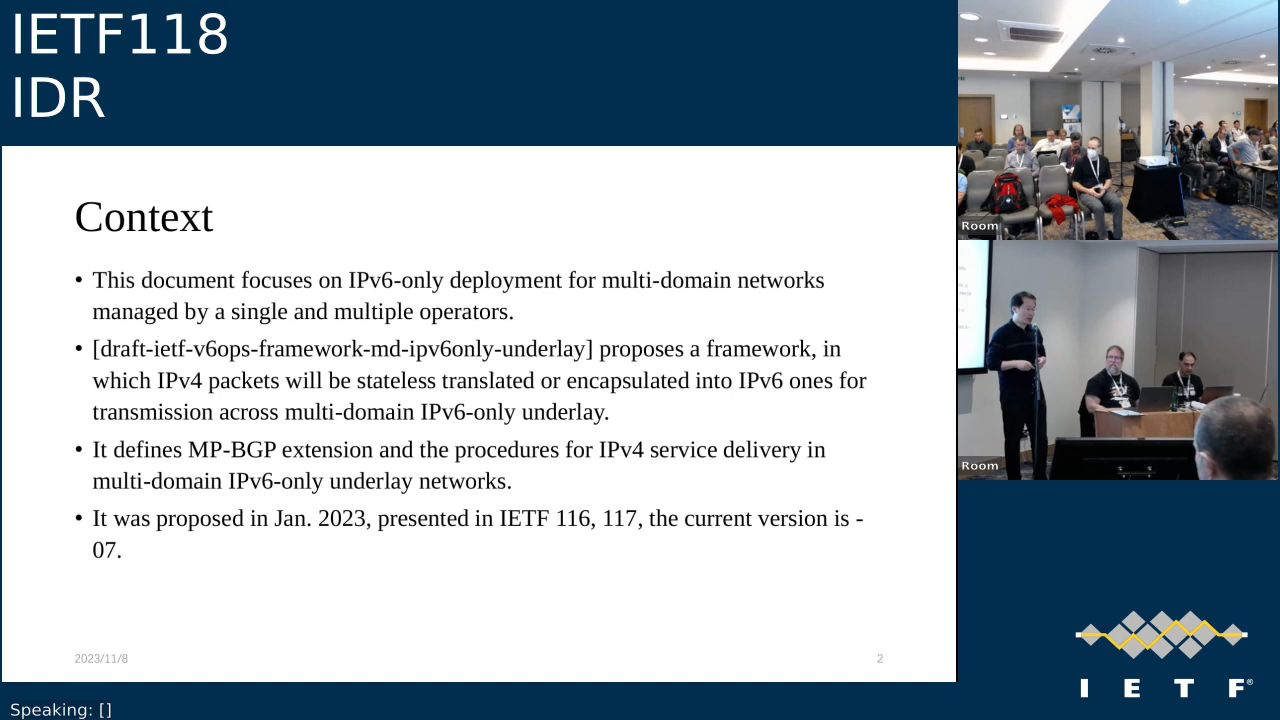 IETF118
IDR
Context
• This document focuses on IPv6-only deployment for multi-domain networks
managed by a single and multiple operators.
• [draft-ietf-v6ops-framework-md-ipv6only-underlay] proposes a framework, in
which IPv4 packets will be stateless translated or encapsulated into IPv6 ones for
transmission across multi-domain IPv6-only underlay.
• It defines MP-BGP extension and the procedures for IPv4 service delivery in
multi-domain IPv6-only underlay networks.
• It was proposed in Jan. 2023, presented in IETF 116, 117, the current version is -
07.
2023/11/8
2
Room
Room
I E T F®
Speaking: []